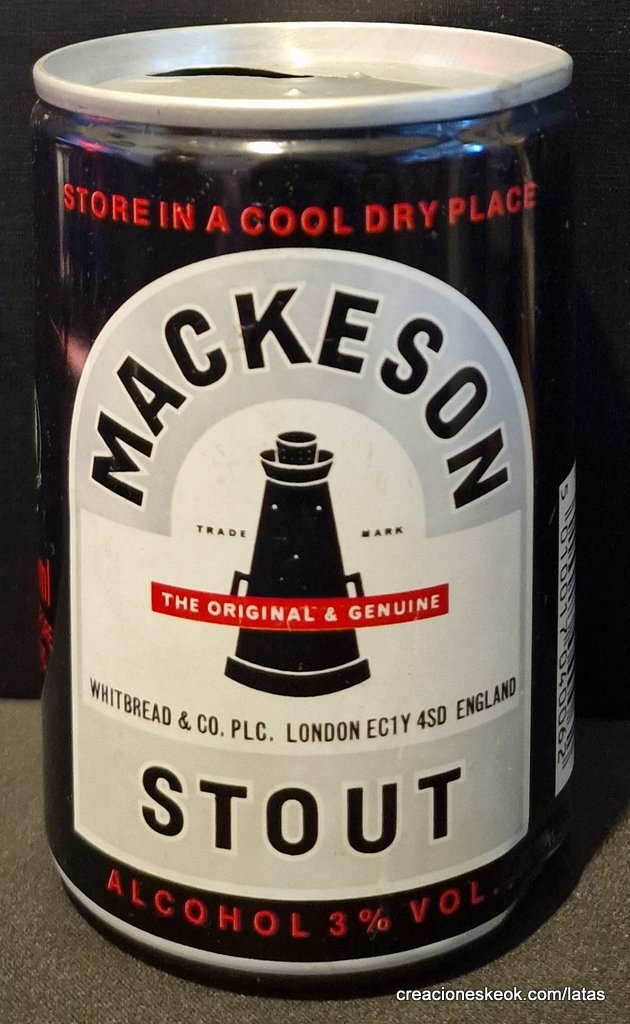 STORE IN A COOL DRY PLACE
MACKESON
TRADE MARK
THE ORIGINAL & GENUINE
WHITBREAD & CO. PLC. LONDON EC1Y 4SD ENGLAND
STOUT
ALCOHOL 3% VOL.
creacioneskeok.com/latas